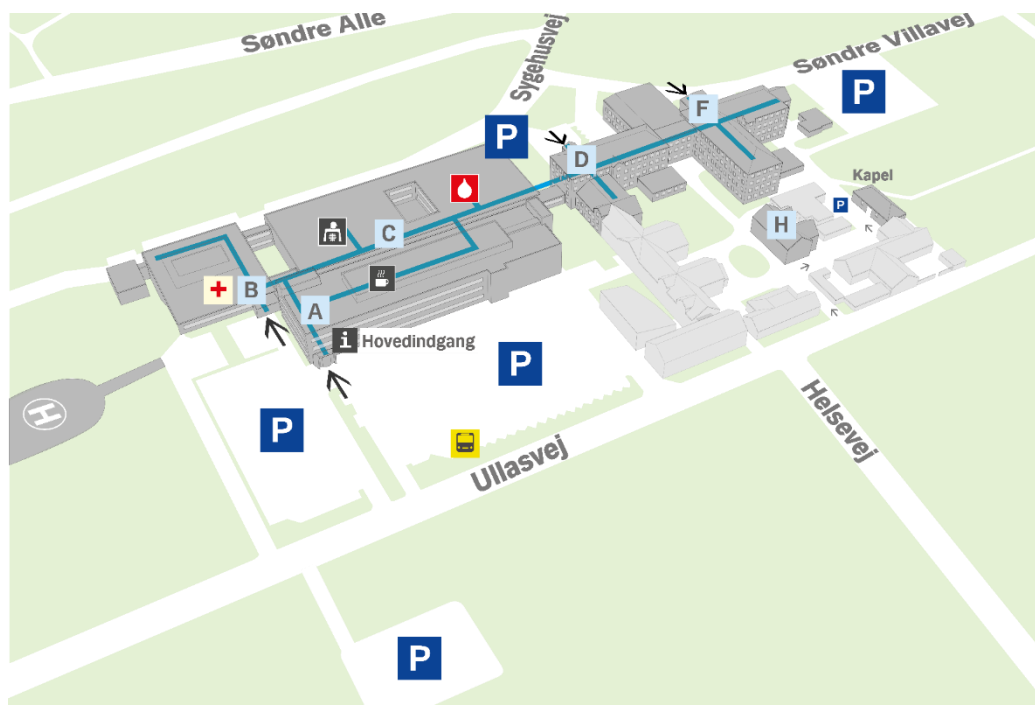 Søndre Alle
Sygehusvej
Søndre Villavej
P
F
P
D
Kapel
P
H
C
+ B
A
i Hovedindgang
P
H
P
Ullasvej
Helsevej
P